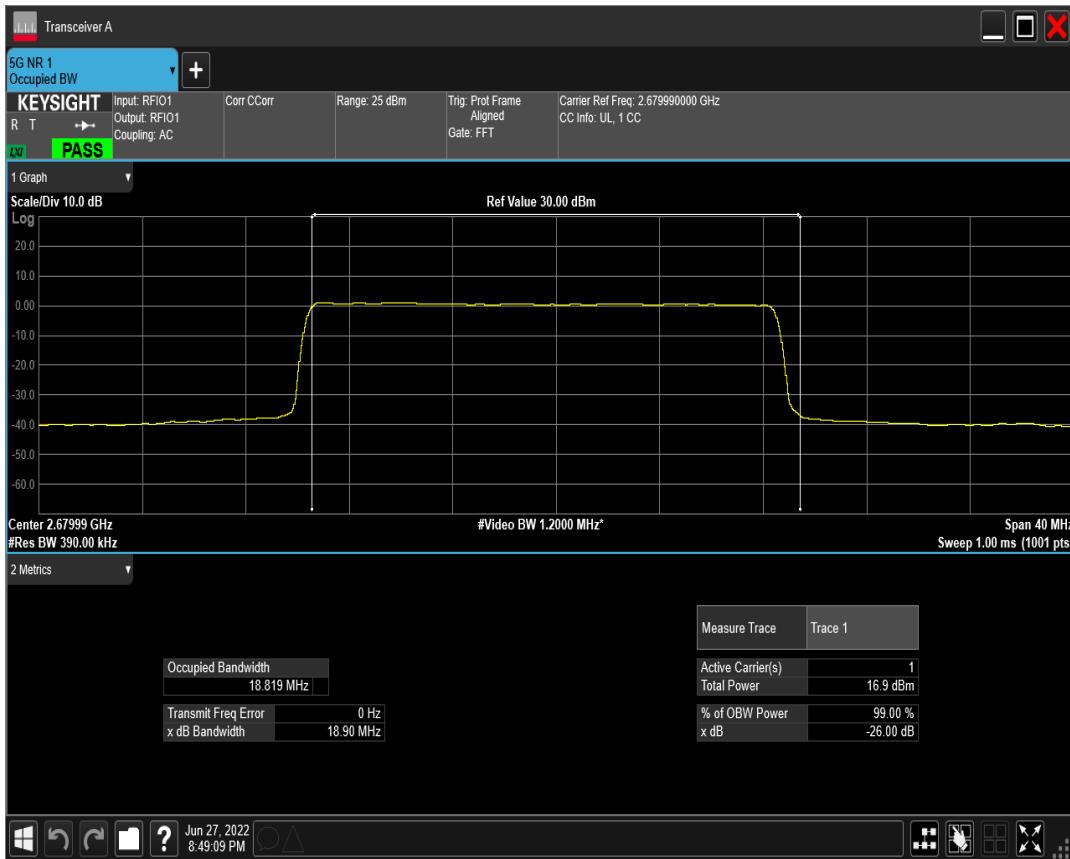 Transceiver A
5G NR 1
Occupied BW
+
KEYSIGHT
R T
LXI
PASS
Input: RFIO1
Output: RFIO1
Coupling: AC
Corr CCorr
Range: 25 dBm
Trig: Prot Frame
Aligned
Gate: FFT
Carrier Ref Freq: 2.679990000 GHz
CC Info: UL, 1 CC
1 Graph
Scale/Div 10.0 dB
Ref Value 30.00 dBm
Log
20.0
10.0
0.00
-10.0
-20.0
-30.0
-40.0
-50.0
-60.0
Center 2.67999 GHz
#Video BW 1.2000 MHz*
Span 40 MHz
#Res BW 390.00 kHz
Sweep 1.00 ms (1001 pts
2 Metrics
Measure Trace Trace 1
Occupied Bandwidth
18.819 MHz
Active Carrier(s) 1
Total Power 16.9 dBm
Transmit Freq Error 0 Hz
x dB Bandwidth 18.90 MHz
% of OBW Power 99.00 %
x dB -26.00 dB
?
Jun 27, 2022
8:49:09 PM